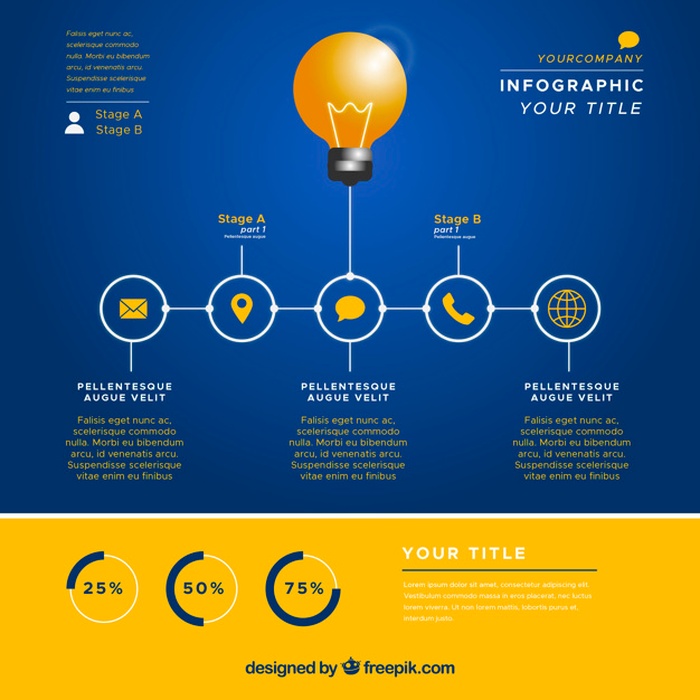 Falisis eget nunc ac,
scelerisque commodo
nulla. Morbi eu bibendum
arcu, id venenatis arcu.
Suspendisse scelerisque
vitae enim eu finibus
Stage A
Stage B
YOURCOMPANY
INFOGRAPHIC
YOUR TITLE
Stage A
part 1
Pellentesque augue
Stage B
part 1
Pellentesque augue
PELLENTESQUE
AUGUE VELIT
Falisis eget nunc ac,
scelerisque commodo
nulla. Morbi eu bibendum
arcu, id venenatis arcu.
Suspendisse scelerisque
vitae enim eu finibus
PELLENTESQUE
AUGUE VELIT
Falisis eget nunc ac,
scelerisque commodo
nulla. Morbi eu bibendum
arcu, id venenatis arcu.
Suspendisse scelerisque
vitae enim eu finibus
PELLENTESQUE
AUGUE VELIT
Falisis eget nunc ac,
scelerisque commodo
nulla. Morbi eu bibendum
arcu, id venenatis arcu.
Suspendisse scelerisque
vitae enim eu finibus
25%
50%
75%
YOUR TITLE
Lorem ipsum dolor sit amet, consectetur adipiscing elit.
Vestibulum commodo massa in eros placerat, nec luctus
lorem viverra. Ut non lorem mattis, lobortis purus et,
interdum justo.
designed by freepik.com